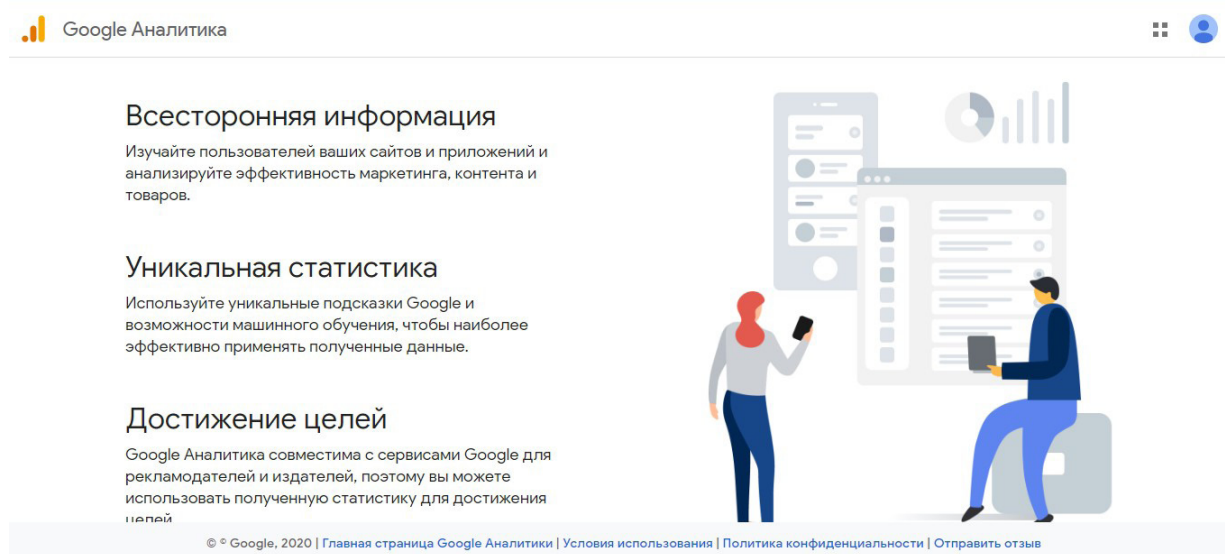 Google Аналитика
Всесторонняя информация
Изучайте пользователей ваших сайтов и приложений и
анализируйте эффективность маркетинга, контента и
товаров.
Уникальная статистика
Используйте уникальные подсказки Google и
возможности машинного обучения, чтобы наиболее
эффективно применять полученные данные.
Достижение целей
Google Аналитика совместима с сервисами Google для
рекламодателей и издателей, поэтому вы можете
использовать полученную статистику для достижения
целей
© © Google, 2020 | Главная страница Google Аналитики | Условия использования | Политика конфиденциальности | Отправить отзыв